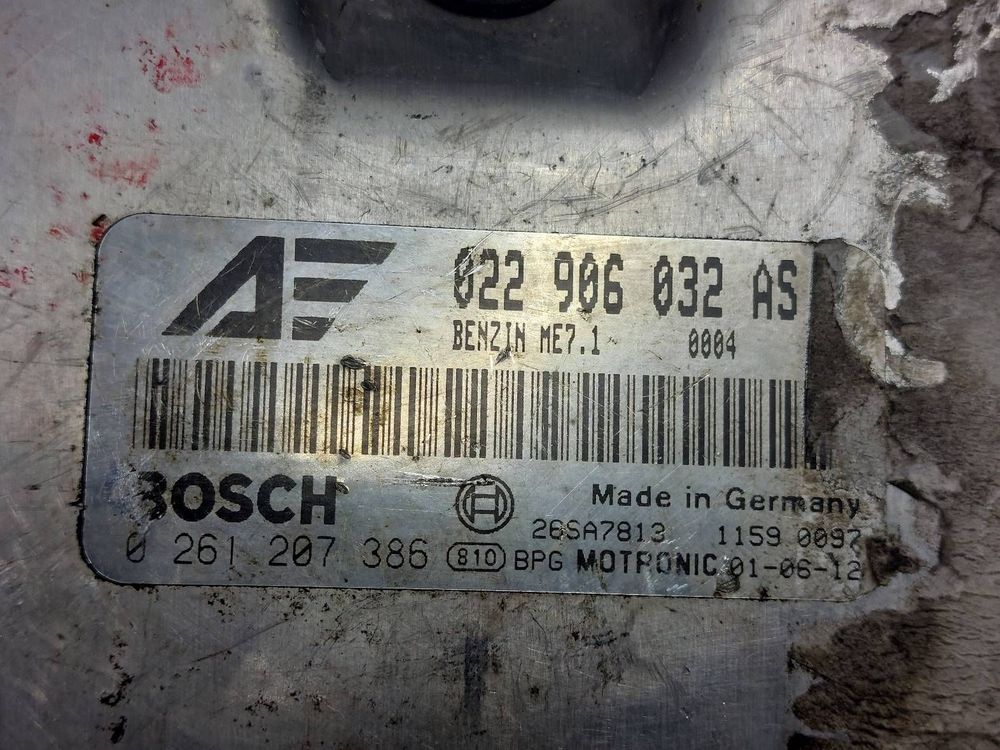 AE 022 906 032 AS
BENZIN ME7.1 0004
BOSCH Made in Germany
26SA7813 1159 0097
0 261 207 386 810 BPG MOTRONIC 01-06-12